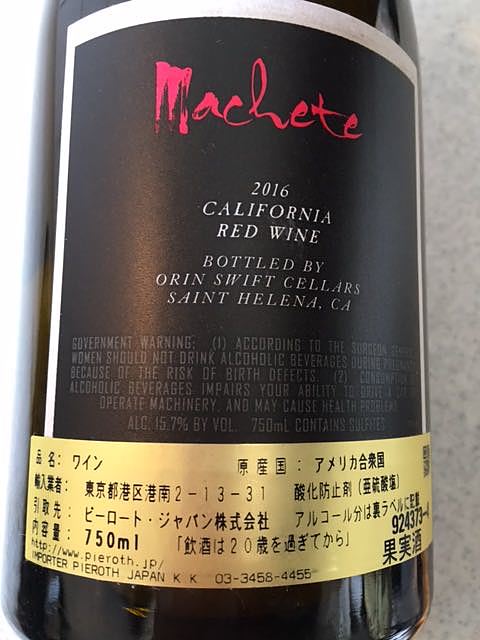 Machete
2016
CALIFORNIA
RED WINE
BOTTLED BY
ORIN SWIFT CELLARS
SAINT HELENA, CA
GOVERNMENT WARNING: (1) ACCORDING TO THE SURGEON
WOMEN SHOULD NOT DRINK ALCOHOLIC BEVERAGES DURING
BECAUSE OF THE RISK OF BIRTH DEFECTS. (2)
ALCOHOLIC BEVERAGES IMPAIRS YOUR ABILITY TO DRIVE A CAR
OPERATE MACHINERY, AND MAY CAUSE HEALTH PROBLEMS
ALC. 15.7% BY VOL. 750ml CONTAINS SULFITES
品名: ワイン 原産国: アメリカ合衆国
輸入業者: 東京都港区港南2-13-31 酸化防止剤(亜硫酸塩)
引取先: ピーロート・ジャパン株式会社 アルコール分は裏ラベルに記載
内容量: 750ml 「飲酒は20歳を過ぎてから」 924373-
http://www.pieroth.jp/ 果実酒
IMPORTER PIEROTH JAPAN K.K 03-3458-4455